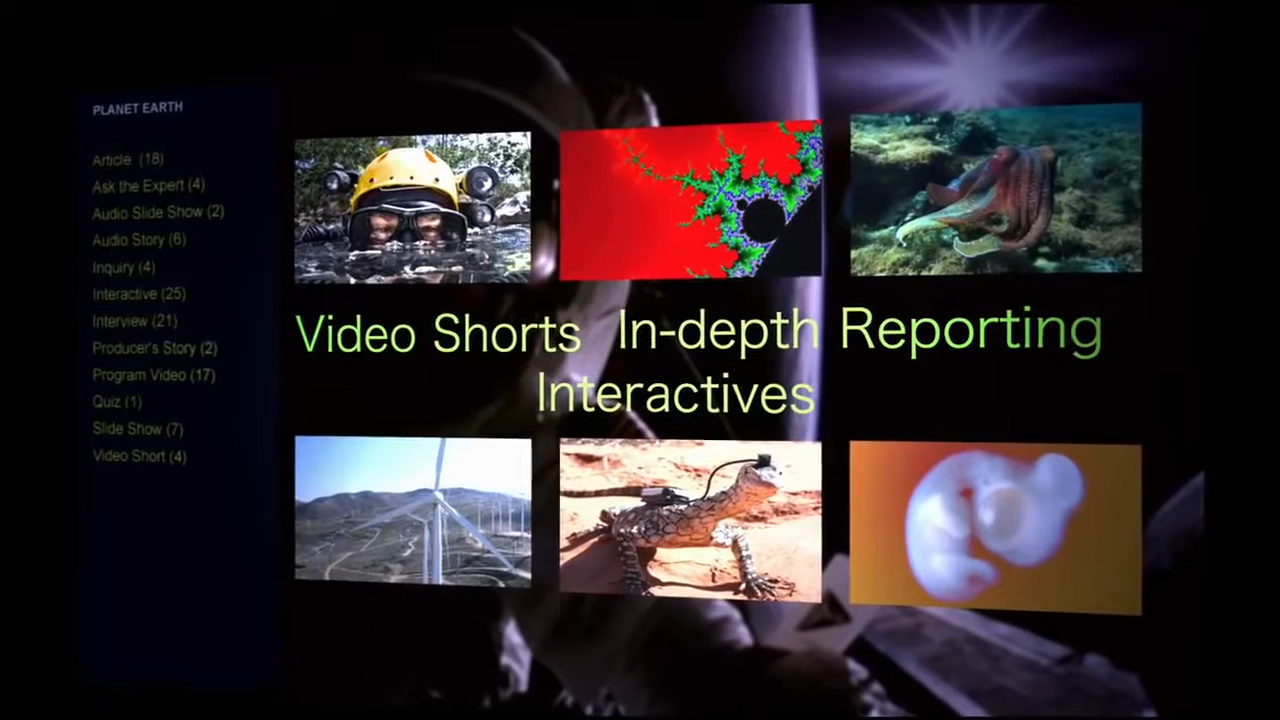 PLANET EARTH
Article (18)
Ask the Expert (4)
Audio Slide Show (2)
Audio Story (6)
Inquiry (4)
Interactive (25)
Interview (21)
Producer's Story (2)
Program Video (17)
Quiz (1)
Slide Show (7)
Video Short (4)
Video Shorts In-depth Reporting
Interactives